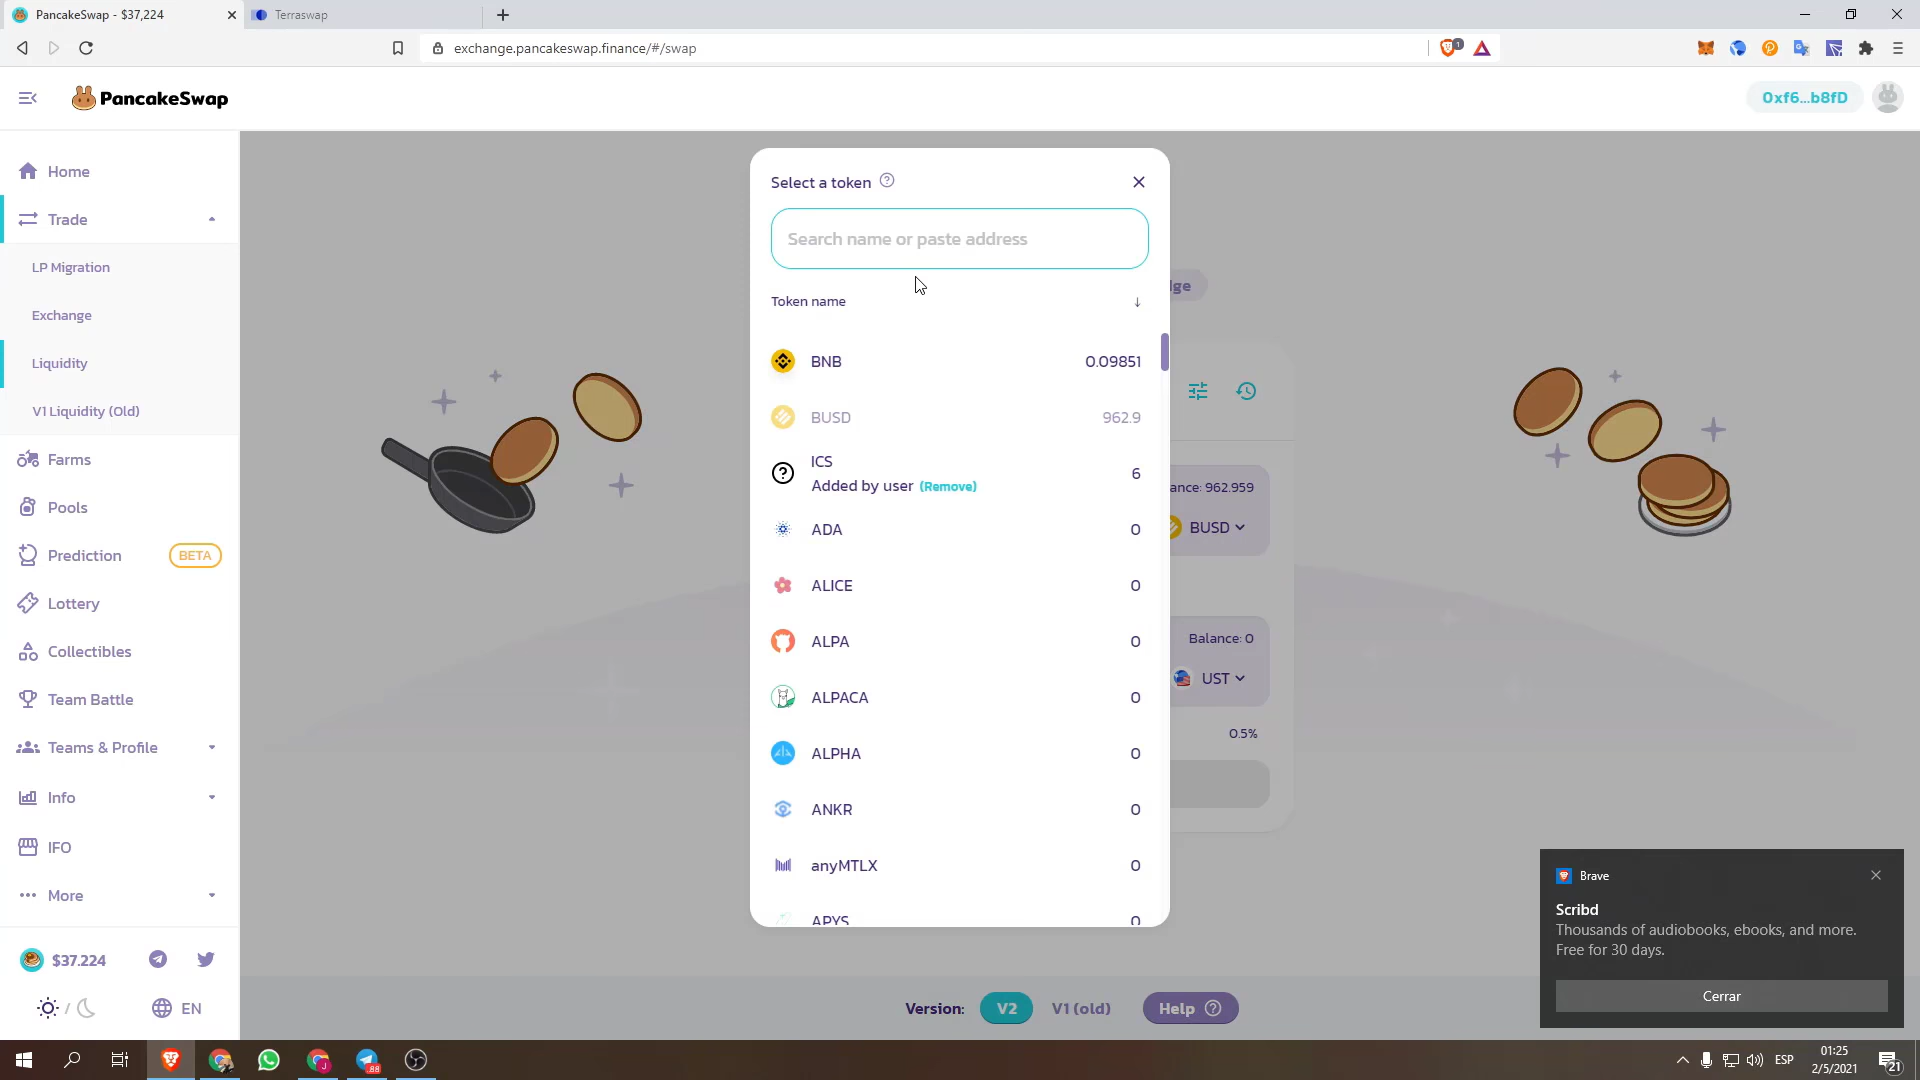 PancakeSwap - $37,224
Terraswap
exchange.pancakeswap.finance/#/swap
1
PancakeSwap
0xf6...b8fD
Home
Trade
LP Migration
Exchange
Liquidity
V1 Liquidity (Old)
Farms
Pools
Prediction
BETA
Lottery
Collectibles
Team Battle
Teams & Profile
Info
IFO
More
$37.224
/
EN
Select a token
Search name or paste address
Token name
BNB 0.09851
BUSD 962.9
ICS
Added by user (Remove)
6
ADA 0
ALICE 0
ALPA 0
ALPACA 0
ALPHA 0
ANKR 0
anyMTLX 0
APYS 0
ance: 962.959
BUSD
Balance: 0
UST
0.5%
Version: V2 V1 (old) Help
Brave
Scribd
Thousands of audiobooks, ebooks, and more.
Free for 30 days.
Cerrar
88
ESP
01:25
2/5/2021
21